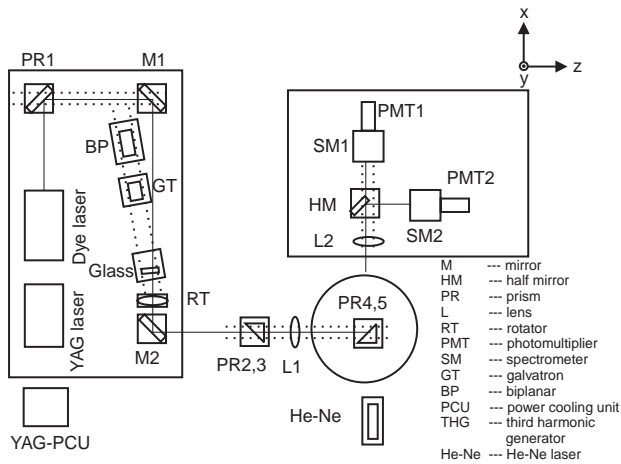 x
z
y
PR1
M1
BP
GT
Dye laser
Glass
YAG laser
RT
M2
YAG-PCU
PMT1
SM1
PMT2
HM
SM2
L2
PR4,5
PR2,3
L1
He-Ne
M --- mirror
HM --- half mirror
PR --- prism
L --- lens
RT --- rotator
PMT --- photomultiplier
SM --- spectrometer
GT --- galvatron
BP --- biplanar
PCU --- power cooling unit
THG --- third harmonic
generator
He-Ne --- He-Ne laser